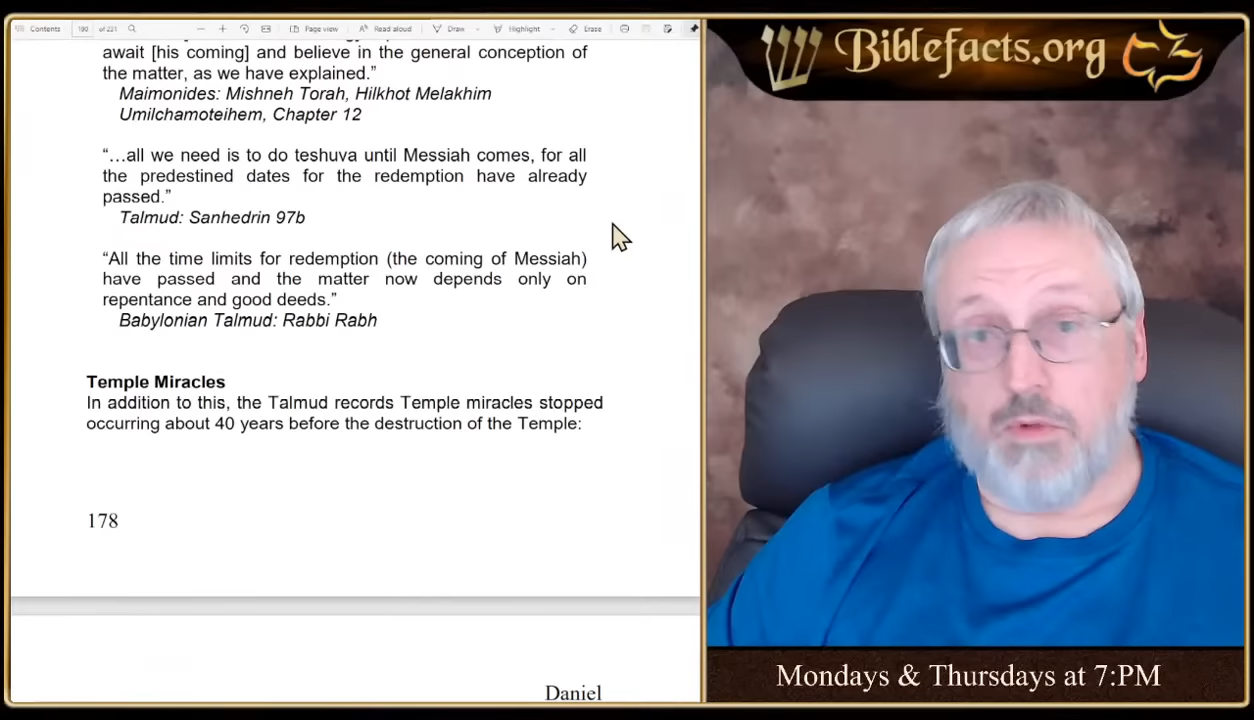 Contents
190 of 221
Page view
Read aloud
Draw
Highlight
Erase
await [his coming] and believe in the general conception of
the matter, as we have explained.”
Maimonides: Mishneh Torah, Hilkhot Melakhim
Umilchamoteihem, Chapter 12
“…all we need is to do teshuva until Messiah comes, for all
the predestined dates for the redemption have already
passed.”
Talmud: Sanhedrin 97b
“All the time limits for redemption (the coming of Messiah)
have passed and the matter now depends only on
repentance and good deeds.”
Babylonian Talmud: Rabbi Rabh
Temple Miracles
In addition to this, the Talmud records Temple miracles stopped
occurring about 40 years before the destruction of the Temple:
178
Daniel
Biblefacts.org
Mondays & Thursdays at 7:PM